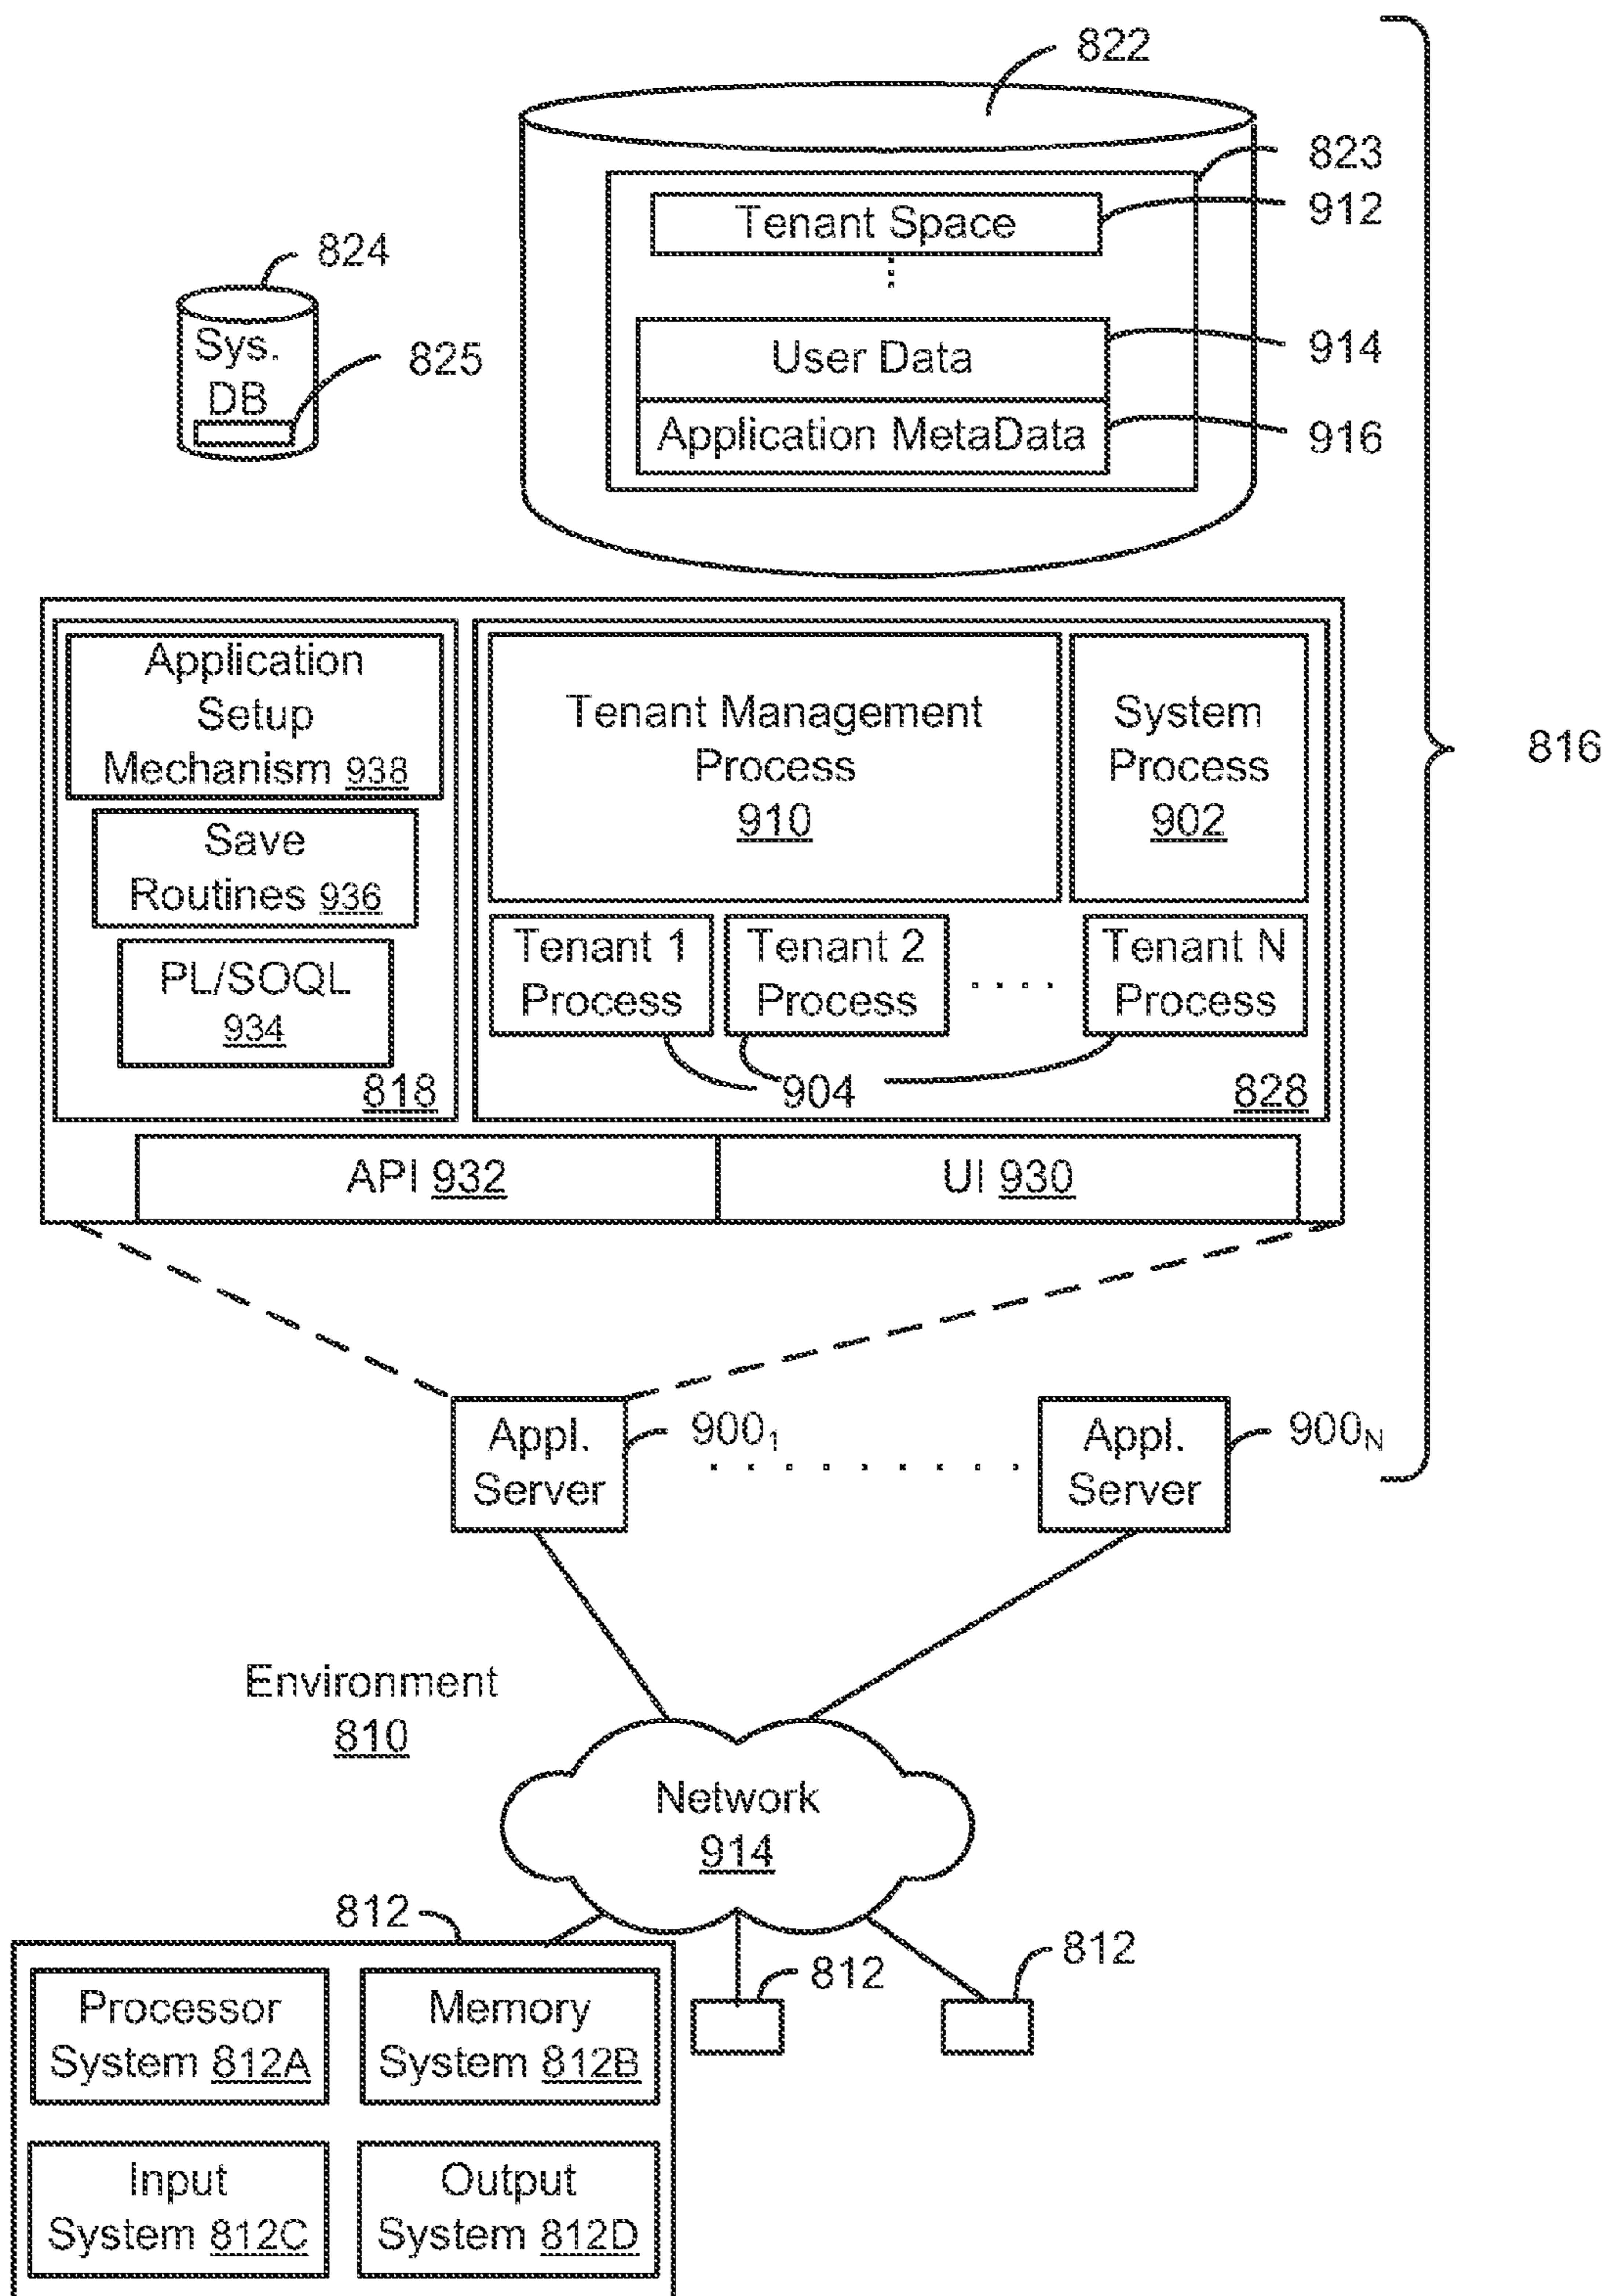 822
823
Tenant Space
912
824
Sys.
DB
825
User Data
914
Application MetaData
916
Application
Setup
Mechanism 938
Save
Routines 936
PL/SOQL
934
818
Tenant Management
Process
910
System
Process
902
Tenant 1
Process
Tenant 2
Process
. . . .
Tenant N
Process
904
828
816
API 932
UI 930
Appl.
Server
900₁
. . . . . . . . .
Appl.
Server
900N
Environment
810
Network
914
812
812
812
Processor
System 812A
Memory
System 812B
Input
System 812C
Output
System 812D